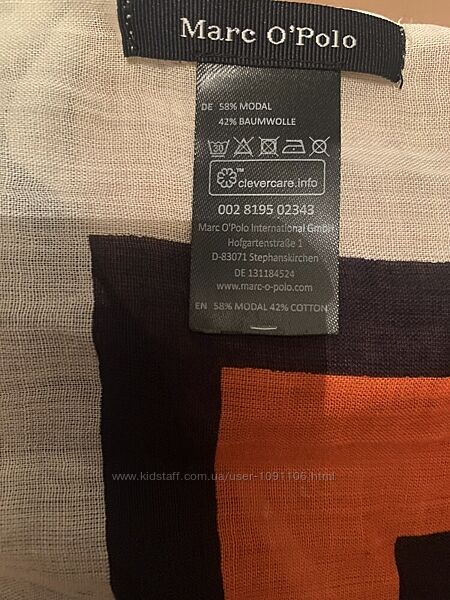 Marc O'Polo
DE 58% MODAL
42% BAUMWOLLE
30
clevercare.info
002 8195 02343
Marc O'Polo International GmbH
Hofgartenstraße 1
D-83071 Stephanskirchen
DE 131184524
www.marc-o-polo.com
EN 58% MODAL 42% COTTON
www.kidstaff.com.ua/user-1091106.html